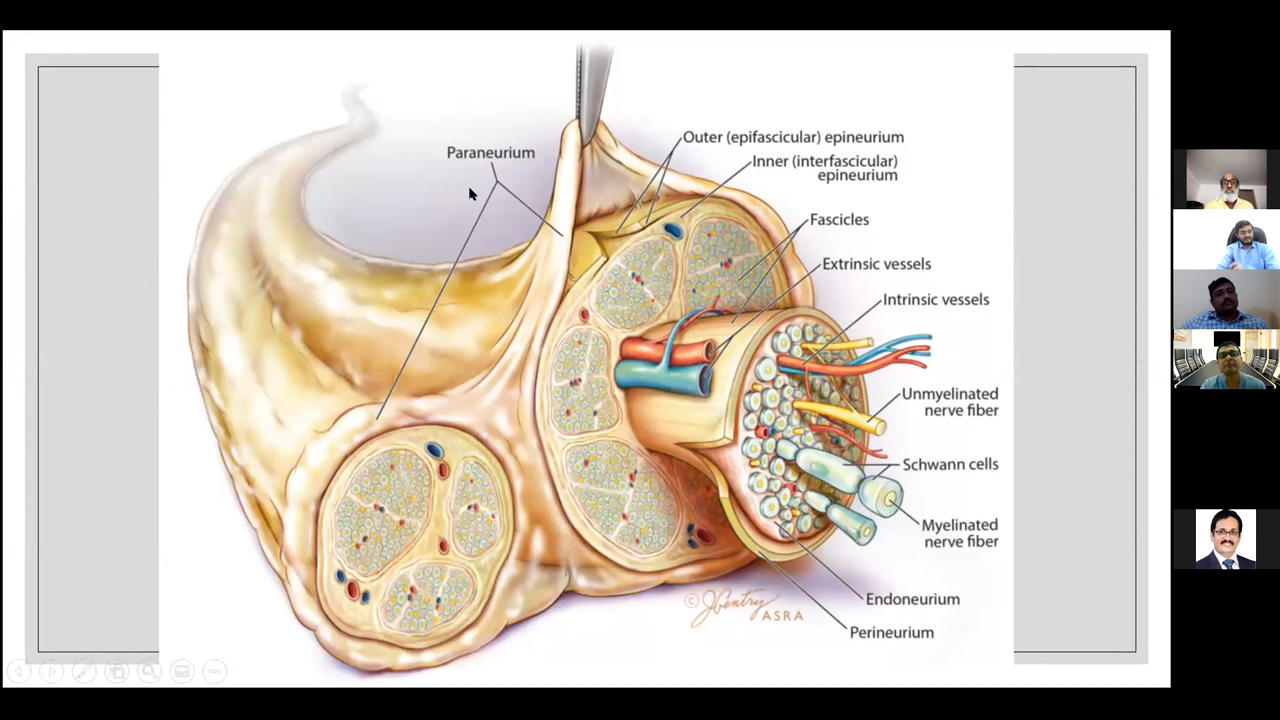 Outer (epifascicular) epineurium
Paraneurium
Inner (interfascicular)
epineurium
Fascicles
Extrinsic vessels
Intrinsic vessels
Unmyelinated
nerve fiber
Schwann cells
Myelinated
nerve fiber
Endoneurium
© JGentry
ASRA
Perineurium